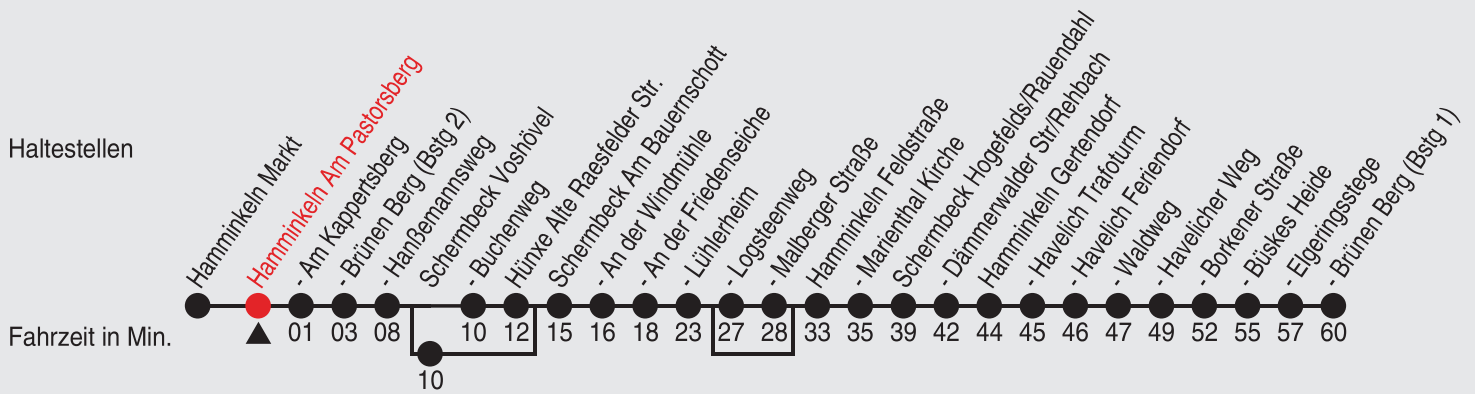 Haltestellen
Hamminkeln Markt
Hamminkeln Am Pastorsberg
- Am Kappertsberg
- Brünen Berg (Bstg 2)
- Hanßemannsweg
Schermbeck Voshövel
- Buchenweg
Hünxe Alte Raesfelder Str.
Schermbeck Am Bauernschott
- An der Windmühle
- An der Friedenseiche
- Lühlerheim
- Logsteenweg
- Malberger Straße
Hamminkeln Feldstraße
- Marienthal Kirche
Schermbeck Hogefelds/Rauendahl
- Dämmerwalder Str/Rehbach
Hamminkeln Gertendorf
- Havelich Trafoturm
- Havelich Feriendorf
- Waldweg
- Havelicher Weg
- Borkener Straße
- Büskes Heide
- Elgeringsstege
- Brünen Berg (Bstg 1)
Fahrzeit in Min.
01 03 08 10 12 15 16 18 23 27 28 33 35 39 42 44 45 46 47 49 52 55 57 60
10